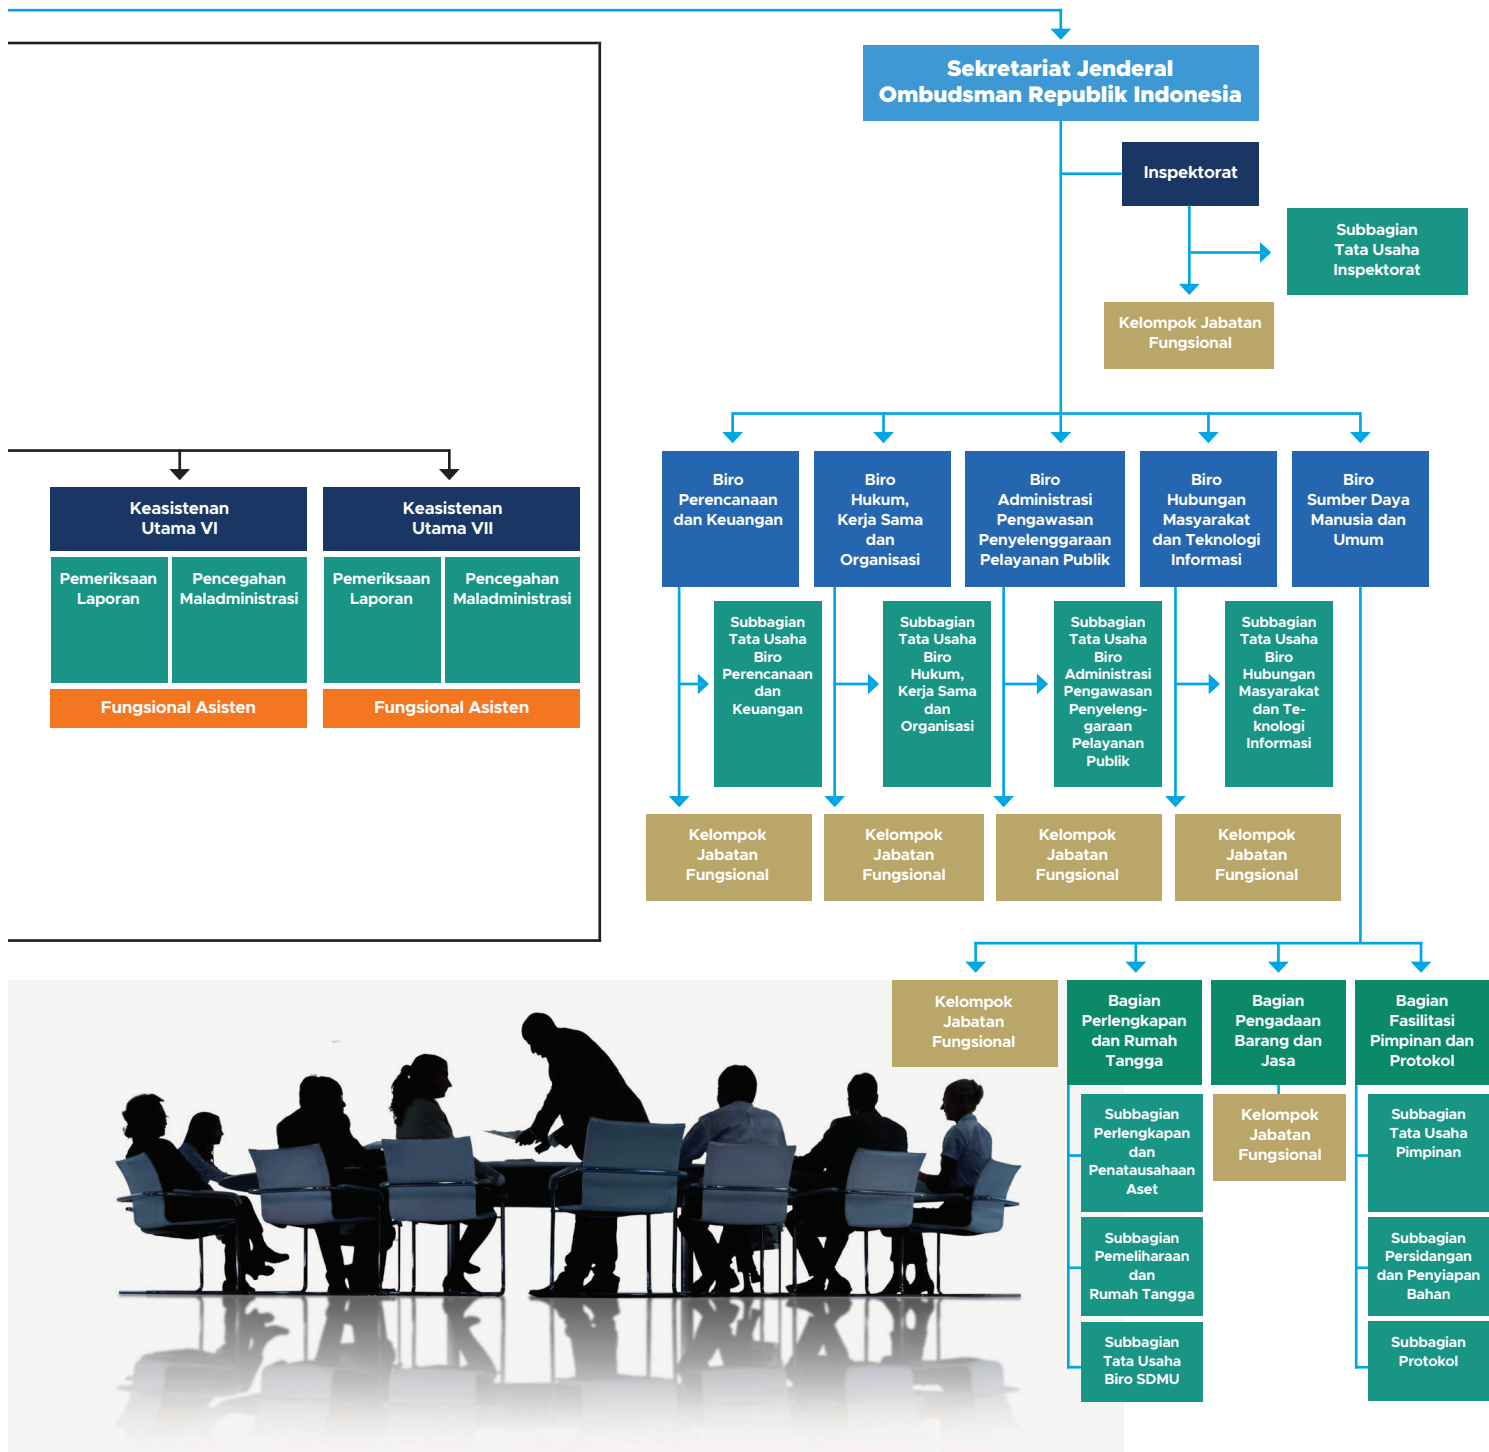 Sekretariat Jenderal
Ombudsman Republik Indonesia
Inspektorat
Subbagian
Tata Usaha
Inspektorat
Kelompok Jabatan
Fungsional
Keasistenan
Utama VI
Pemeriksaan
Laporan
Pencegahan
Maladministrasi
Fungsional Asisten
Keasistenan
Utama VII
Pemeriksaan
Laporan
Pencegahan
Maladministrasi
Fungsional Asisten
Biro
Perencanaan
dan Keuangan
Biro
Hukum,
Kerja Sama
dan
Organisasi
Biro
Administrasi
Pengawasan
Penyelenggaraan
Pelayanan Publik
Biro
Hubungan
Masyarakat
dan Teknologi
Informasi
Biro
Sumber Daya
Manusia dan
Umum
Subbagian
Tata Usaha
Biro
Perencanaan
dan
Keuangan
Subbagian
Tata Usaha
Biro
Hukum,
Kerja Sama
dan
Organisasi
Subbagian
Tata Usaha
Biro
Administrasi
Pengawasan
Penyeleng-
garaan
Pelayanan
Publik
Subbagian
Tata Usaha
Biro
Hubungan
Masyarakat
dan Te-
knologi
Informasi
Kelompok
Jabatan
Fungsional
Kelompok
Jabatan
Fungsional
Kelompok
Jabatan
Fungsional
Kelompok
Jabatan
Fungsional
Kelompok
Jabatan
Fungsional
Bagian
Perlengkapan
dan Rumah
Tangga
Bagian
Pengadaan
Barang dan
Jasa
Bagian
Fasilitasi
Pimpinan dan
Protokol
Subbagian
Perlengkapan
dan
Penatausahaan
Aset
Kelompok
Jabatan
Fungsional
Subbagian
Tata Usaha
Pimpinan
Subbagian
Pemeliharaan
dan
Rumah Tangga
Subbagian
Persidangan
dan Penyiapan
Bahan
Subbagian
Tata Usaha
Biro SDMU
Subbagian
Protokol